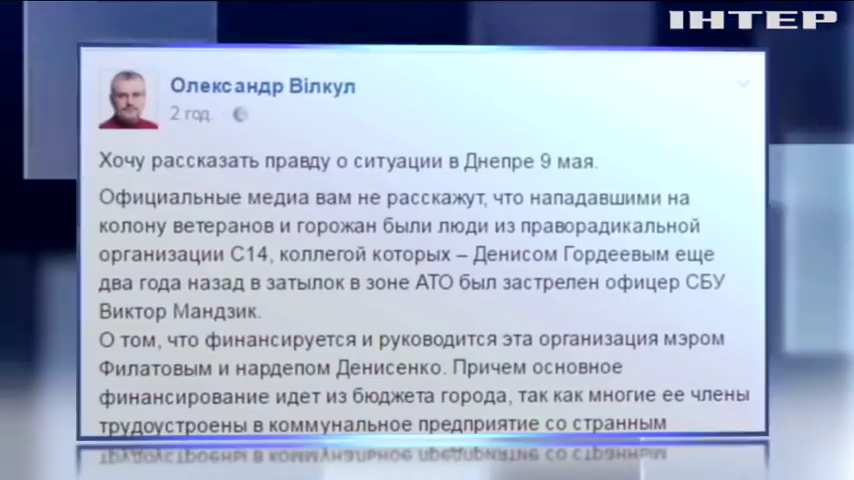 ІНТЕР
Олександр Вілкул
2 год.
Хочу рассказать правду о ситуации в Днепре 9 мая.
Официальные медиа вам не расскажут, что нападавшими на
колону ветеранов и горожан были люди из праворадикальной
организации С14, коллегой которых – Денисом Гордеевым еще
два года назад в затылок в зоне АТО был застрелен офицер СБУ
Виктор Мандзик.
О том, что финансируется и руководится эта организация мэром
Филатовым и нардепом Денисенко. Причем основное
финансирование идет из бюджета города, так как многие ее члены
трудоустроены в коммунальное предприятие со странным